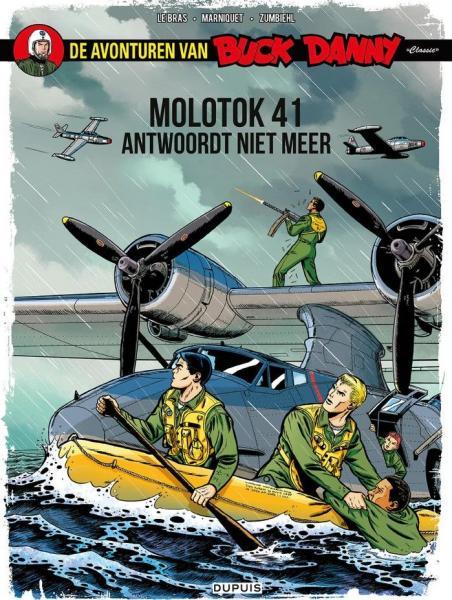 LE BRAS • MARNIQUET • ZUMBIEHL
DE AVONTUREN VAN BUCK DANNY «Classic»
MOLOTOK 41
ANTWOORDT NIET MEER
DUPUIS